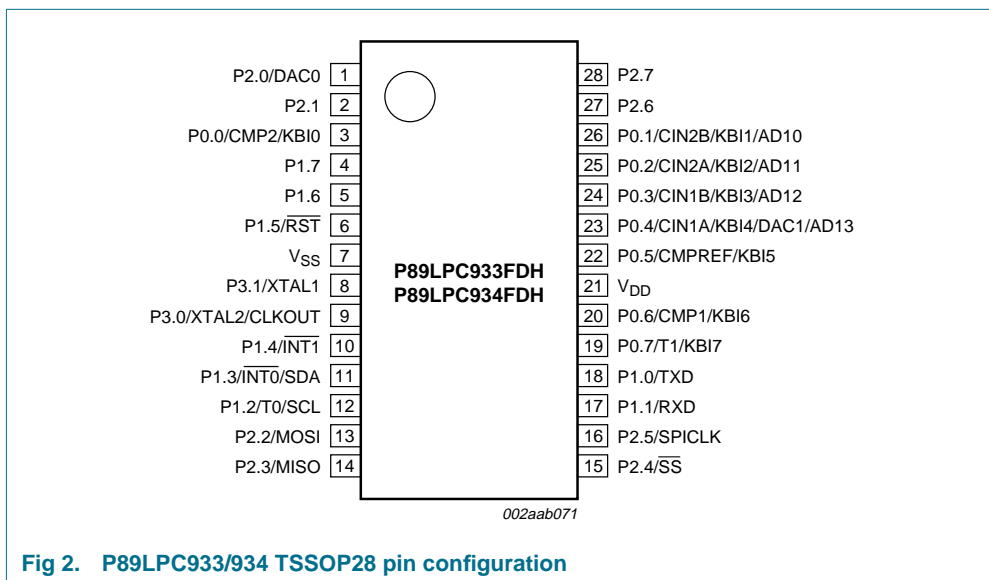 P2.0/DAC0 1
P2.1 2
P0.0/CMP2/KBI0 3
P1.7 4
P1.6 5
P1.5/R̅S̅T̅ 6
VSS 7
P3.1/XTAL1 8
P3.0/XTAL2/CLKOUT 9
P1.4/I̅N̅T̅1̅ 10
P1.3/I̅N̅T̅0̅/SDA 11
P1.2/T0/SCL 12
P2.2/MOSI 13
P2.3/MISO 14
P89LPC933FDH
P89LPC934FDH
28 P2.7
27 P2.6
26 P0.1/CIN2B/KBI1/AD10
25 P0.2/CIN2A/KBI2/AD11
24 P0.3/CIN1B/KBI3/AD12
23 P0.4/CIN1A/KBI4/DAC1/AD13
22 P0.5/CMPREF/KBI5
21 VDD
20 P0.6/CMP1/KBI6
19 P0.7/T1/KBI7
18 P1.0/TXD
17 P1.1/RXD
16 P2.5/SPICLK
15 P2.4/S̅S̅
002aab071
Fig 2. P89LPC933/934 TSSOP28 pin configuration